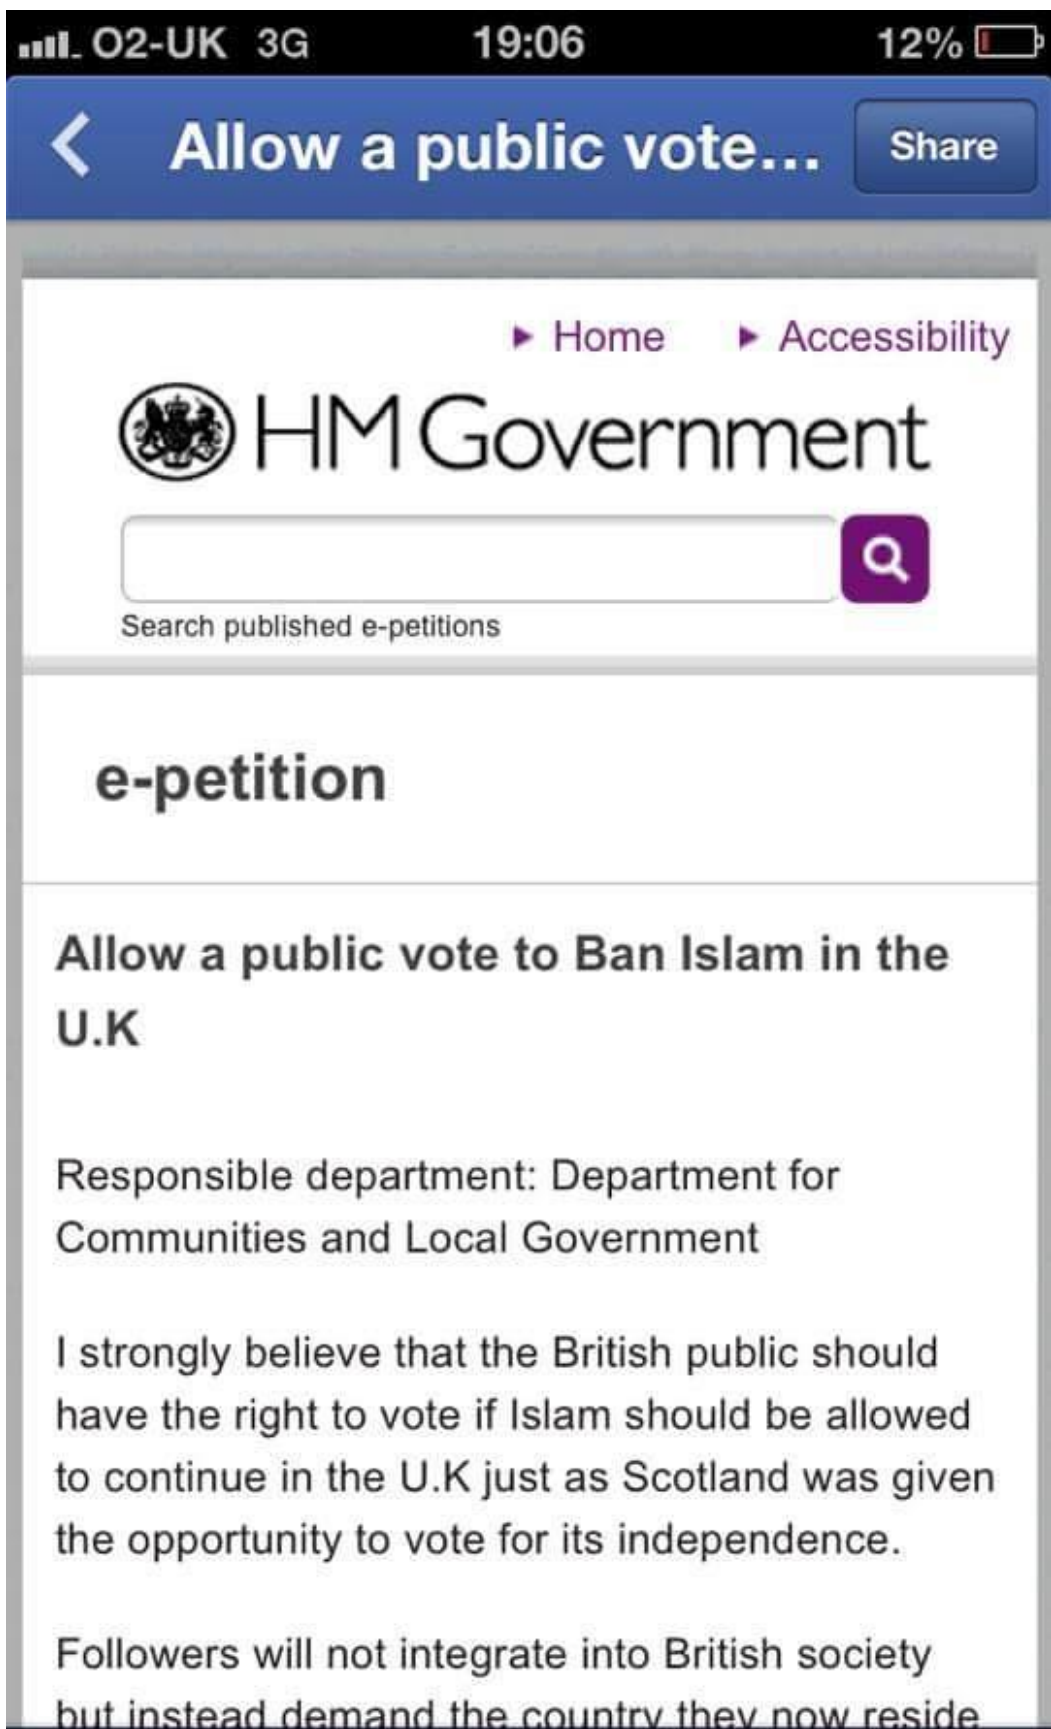 O2-UK 3G 19:06 12%
Allow a public vote... Share
Home Accessibility
HM Government
Search published e-petitions
e-petition
Allow a public vote to Ban Islam in the
U.K
Responsible department: Department for
Communities and Local Government
I strongly believe that the British public should
have the right to vote if Islam should be allowed
to continue in the U.K just as Scotland was given
the opportunity to vote for its independence.
Followers will not integrate into British society
but instead demand the country they now reside